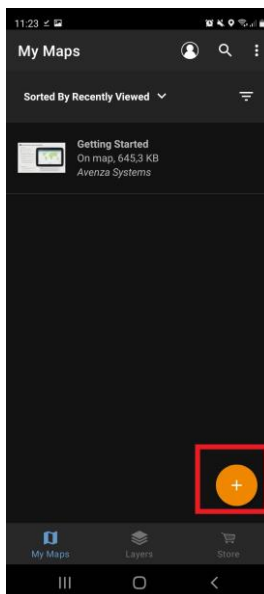 11:23
My Maps
Sorted By Recently Viewed
Getting Started
On map, 645,3 KB
Avenza Systems
+
My Maps
Layers
Store